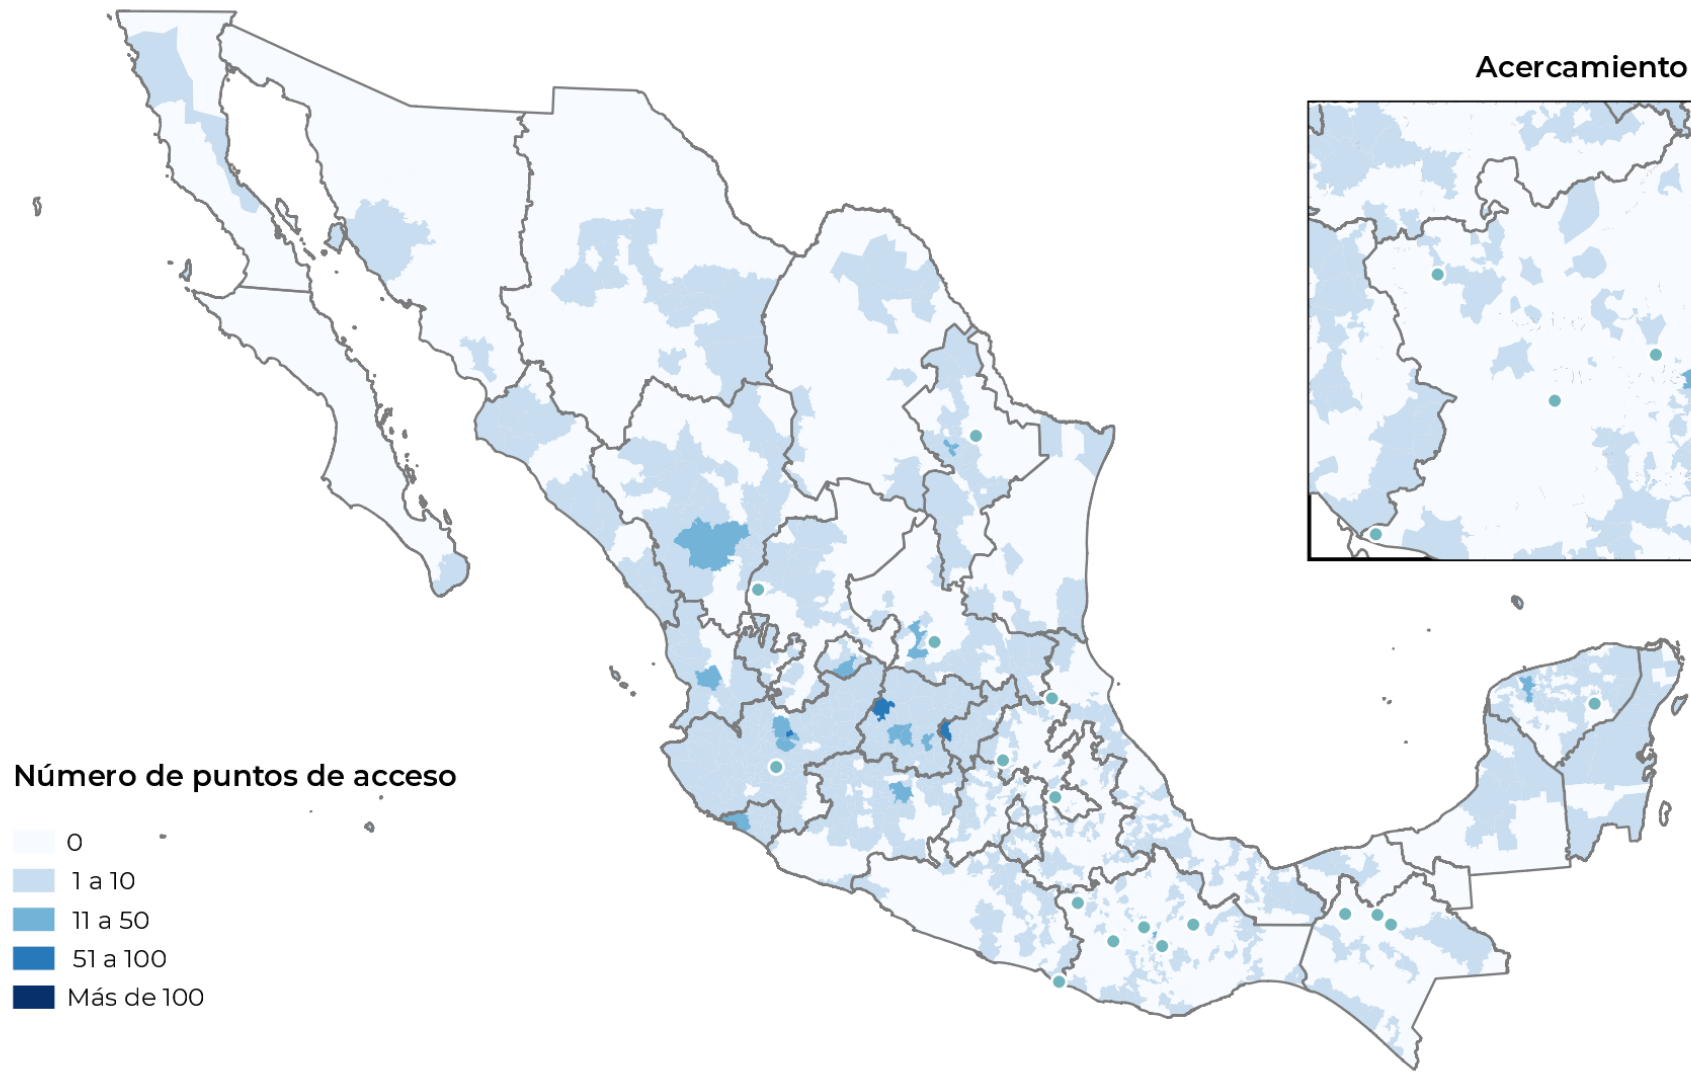 Acercamiento
Número de puntos de acceso
0
1 a 10
11 a 50
51 a 100
Más de 100